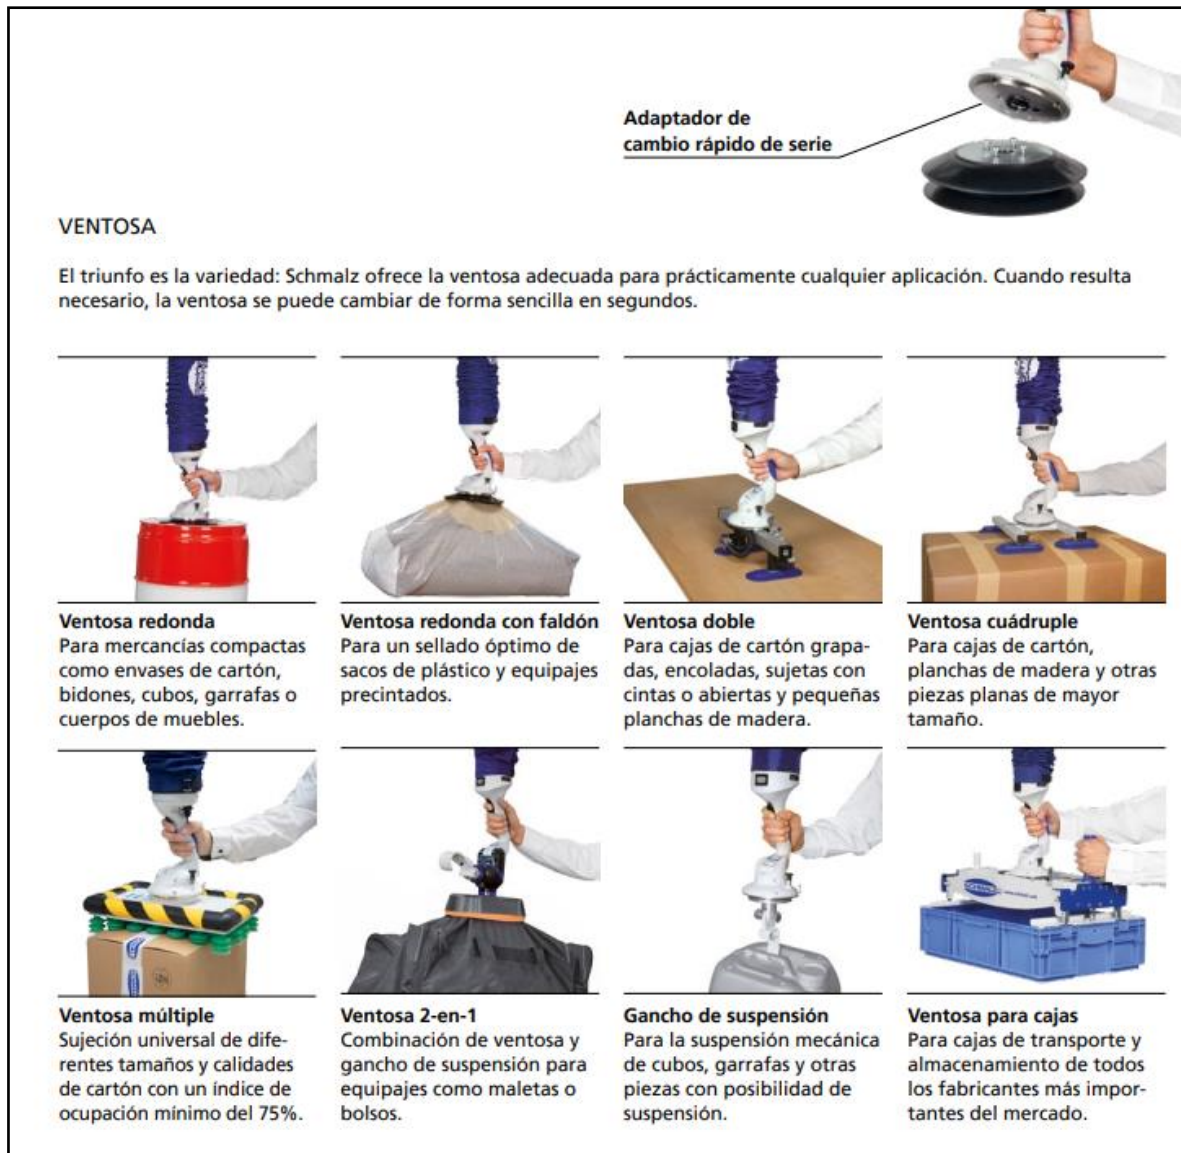 Adaptador de
cambio rápido de serie
VENTOSA
El triunfo es la variedad: Schmalz ofrece la ventosa adecuada para prácticamente cualquier aplicación. Cuando resulta
necesario, la ventosa se puede cambiar de forma sencilla en segundos.
Ventosa redonda
Para mercancías compactas
como envases de cartón,
bidones, cubos, garrafas o
cuerpos de muebles.
Ventosa redonda con faldón
Para un sellado óptimo de
sacos de plástico y equipajes
precintados.
Ventosa doble
Para cajas de cartón grapa-
das, encoladas, sujetas con
cintas o abiertas y pequeñas
planchas de madera.
Ventosa cuádruple
Para cajas de cartón,
planchas de madera y otras
piezas planas de mayor
tamaño.
Ventosa múltiple
Sujeción universal de dife-
rentes tamaños y calidades
de cartón con un índice de
ocupación mínimo del 75%.
Ventosa 2-en-1
Combinación de ventosa y
gancho de suspensión para
equipajes como maletas o
bolsos.
Gancho de suspensión
Para la suspensión mecánica
de cubos, garrafas y otras
piezas con posibilidad de
suspensión.
Ventosa para cajas
Para cajas de transporte y
almacenamiento de todos
los fabricantes más impor-
tantes del mercado.